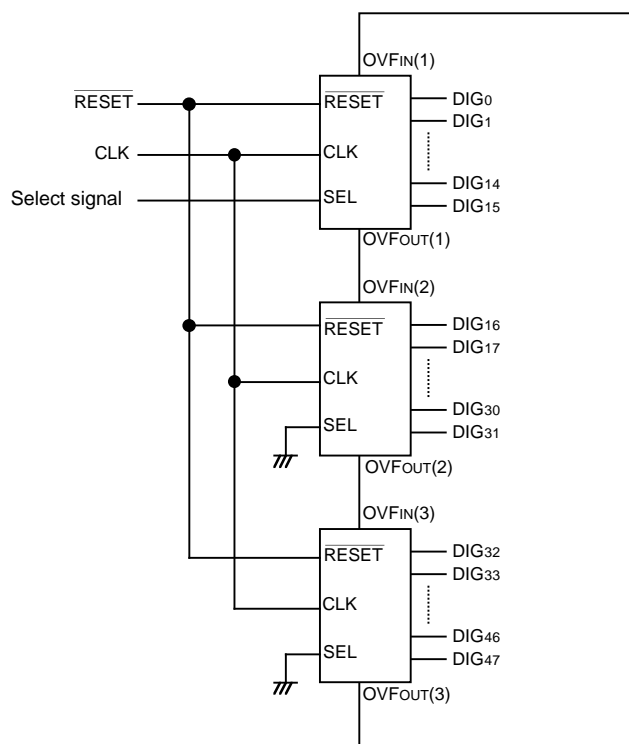 OVFIN(1)
RESET
RESET
DIG0
DIG1
CLK
CLK
Select signal
SEL
DIG14
DIG15
OVFOUT(1)
OVFIN(2)
RESET
DIG16
DIG17
CLK
SEL
DIG30
DIG31
OVFOUT(2)
OVFIN(3)
RESET
DIG32
DIG33
CLK
SEL
DIG46
DIG47
OVFOUT(3)